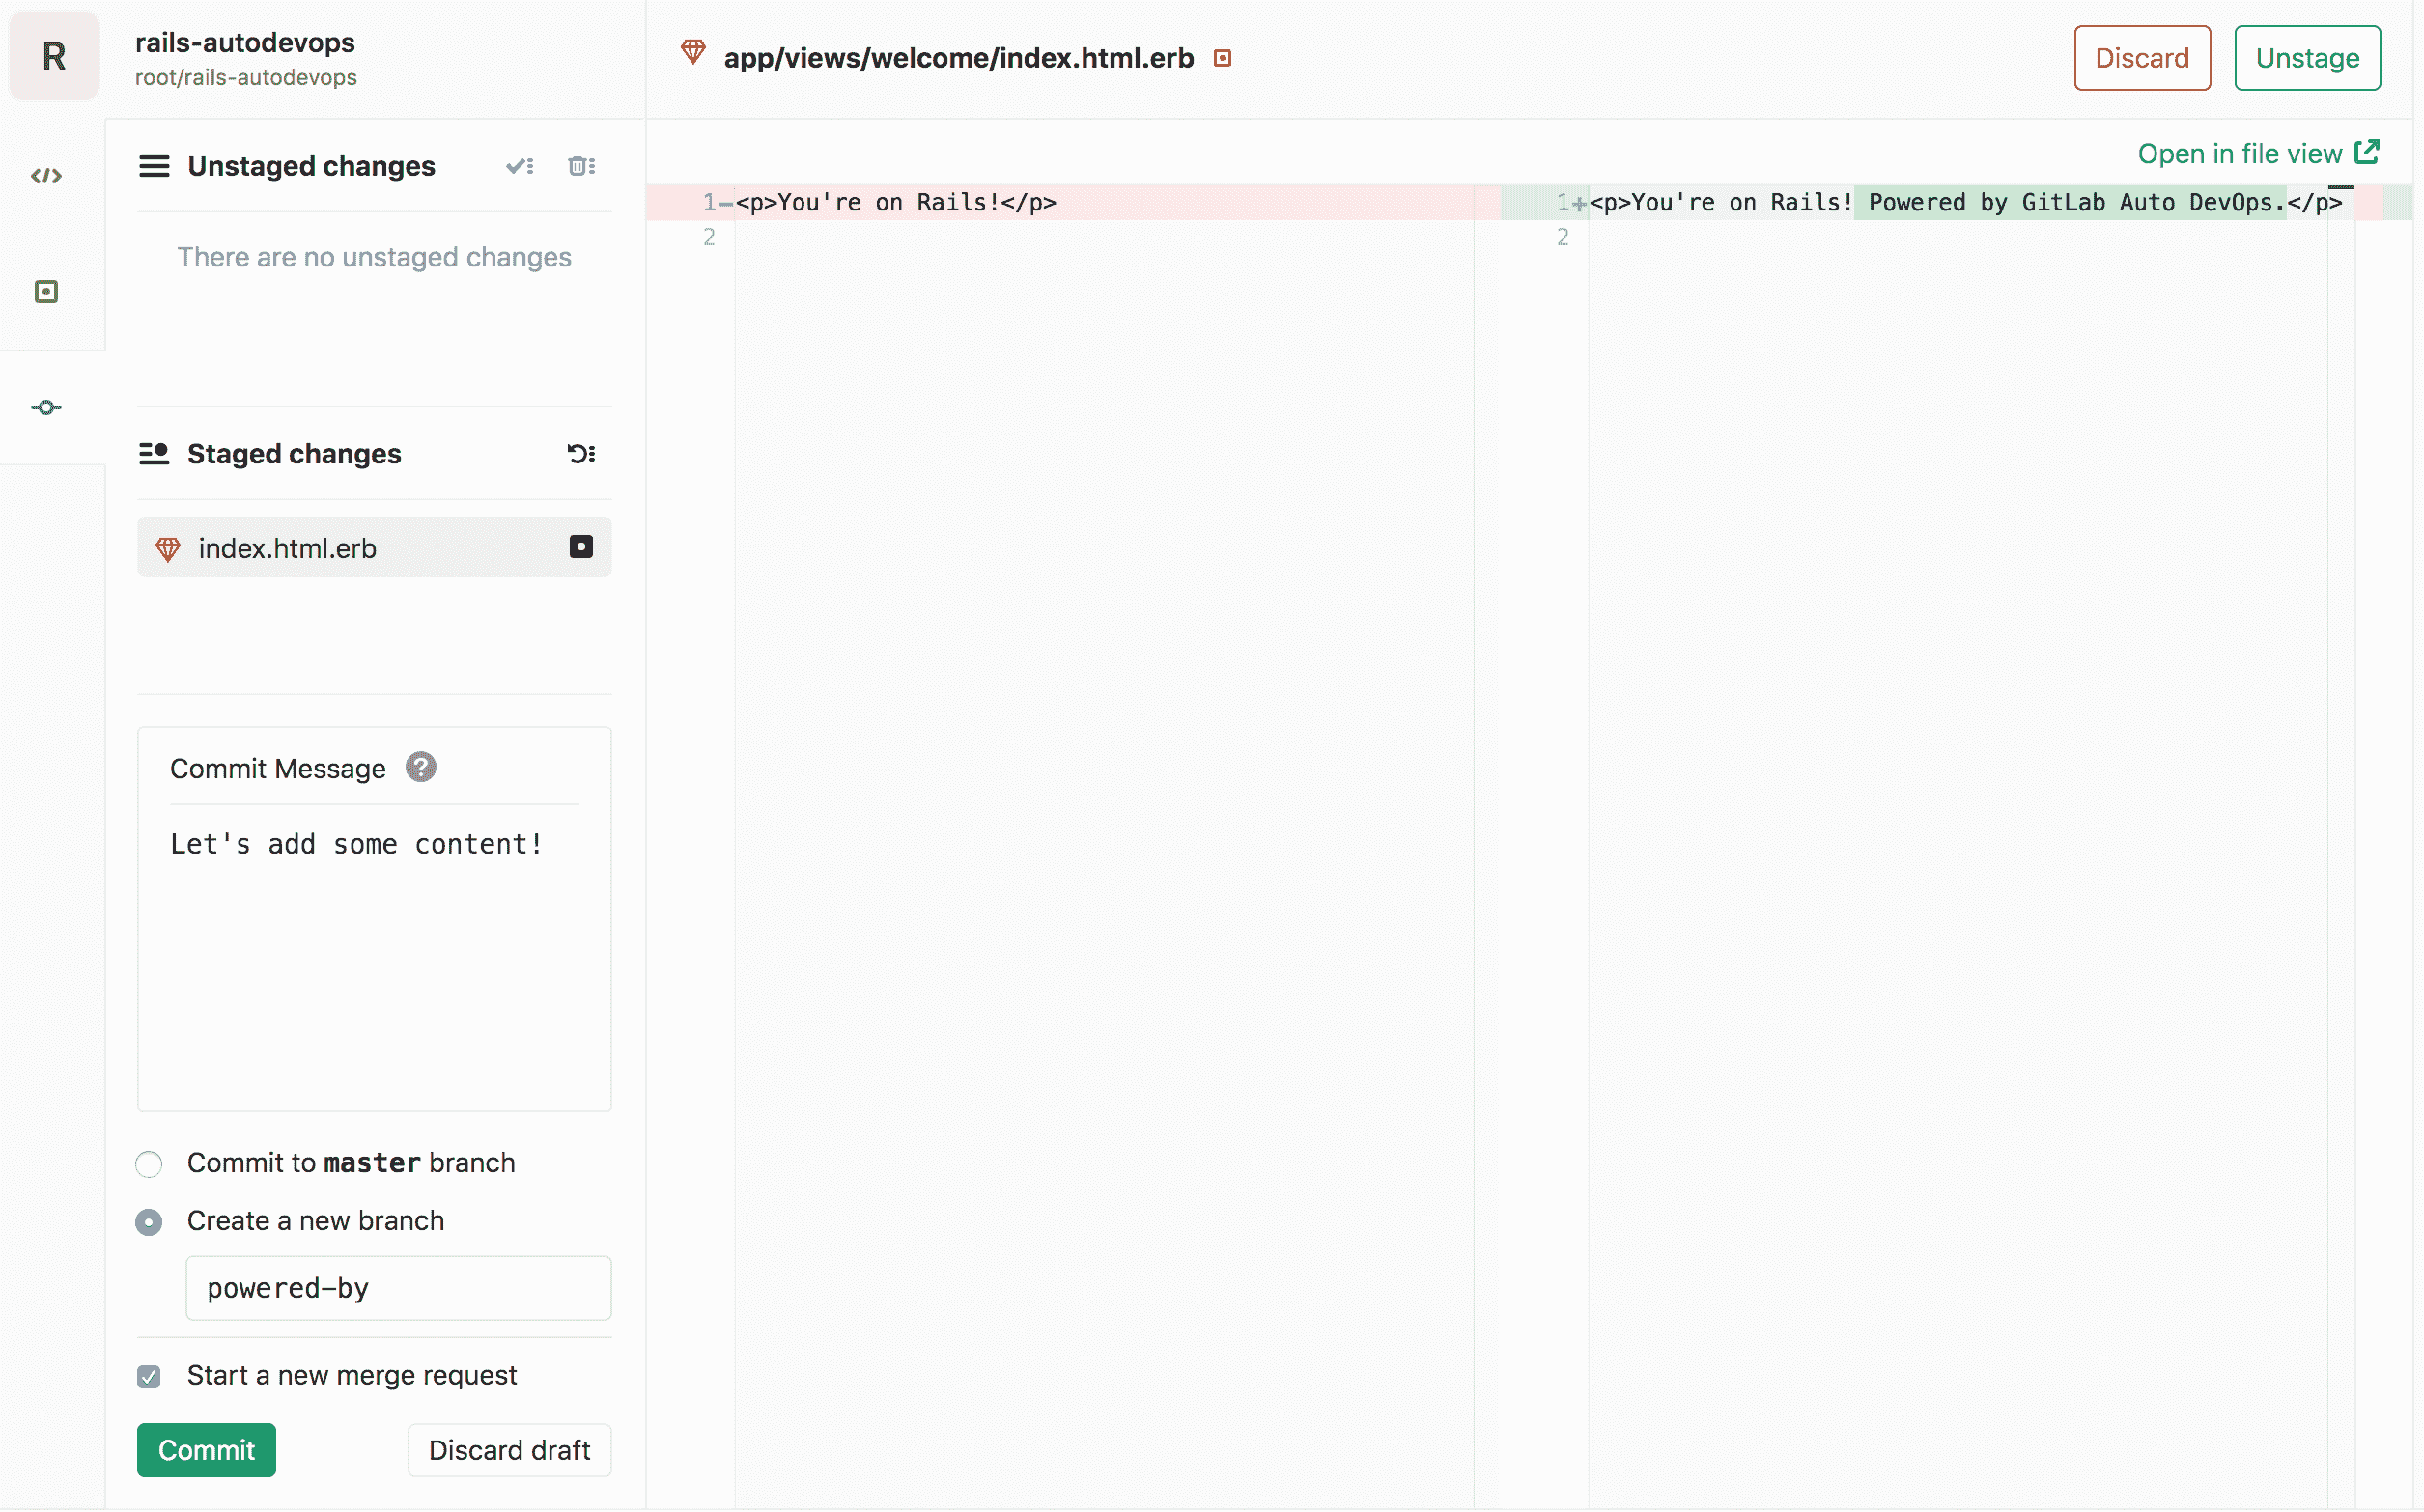 R
rails-autodevops
root/rails-autodevops
app/views/welcome/index.html.erb
Discard
Unstage
Open in file view
Unstaged changes
There are no unstaged changes
Staged changes
index.html.erb
Commit Message ?
Let's add some content!
Commit to master branch
Create a new branch
powered-by
Start a new merge request
Commit
Discard draft
1 - <p>You're on Rails!</p>
2
1 + <p>You're on Rails! Powered by GitLab Auto DevOps.</p>
2